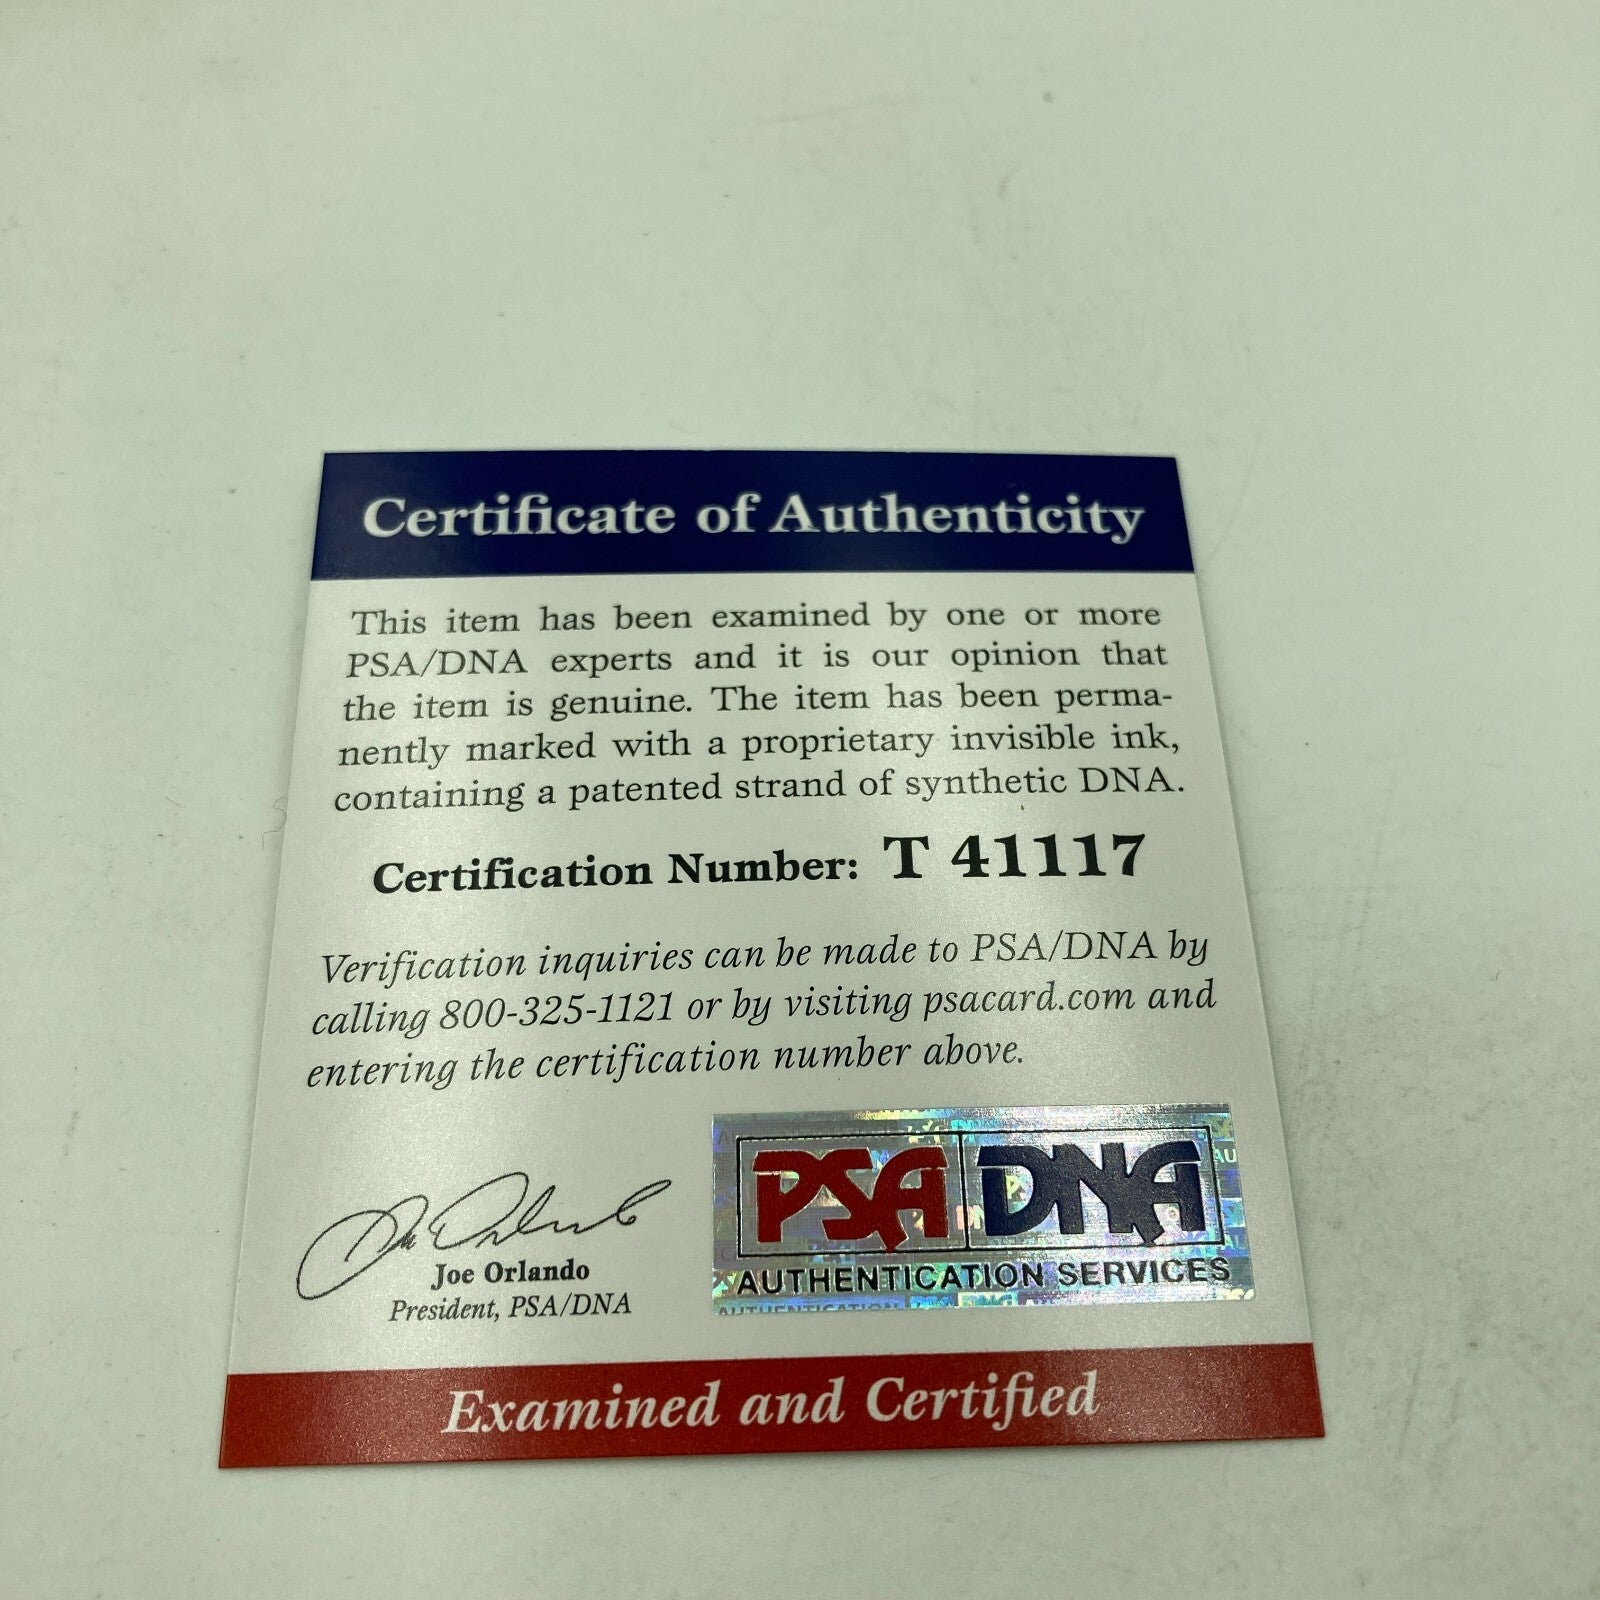 Certificate of Authenticity
This item has been examined by one or more
PSA/DNA experts and it is our opinion that
the item is genuine. The item has been perma-
nently marked with a proprietary invisible ink,
containing a patented strand of synthetic DNA.
Certification Number: T 41117
Verification inquiries can be made to PSA/DNA by
calling 800-325-1121 or by visiting psacard.com and
entering the certification number above.
Joe Orlando
President, PSA/DNA
PSA DNA
AUTHENTICATION SERVICES
Examined and Certified